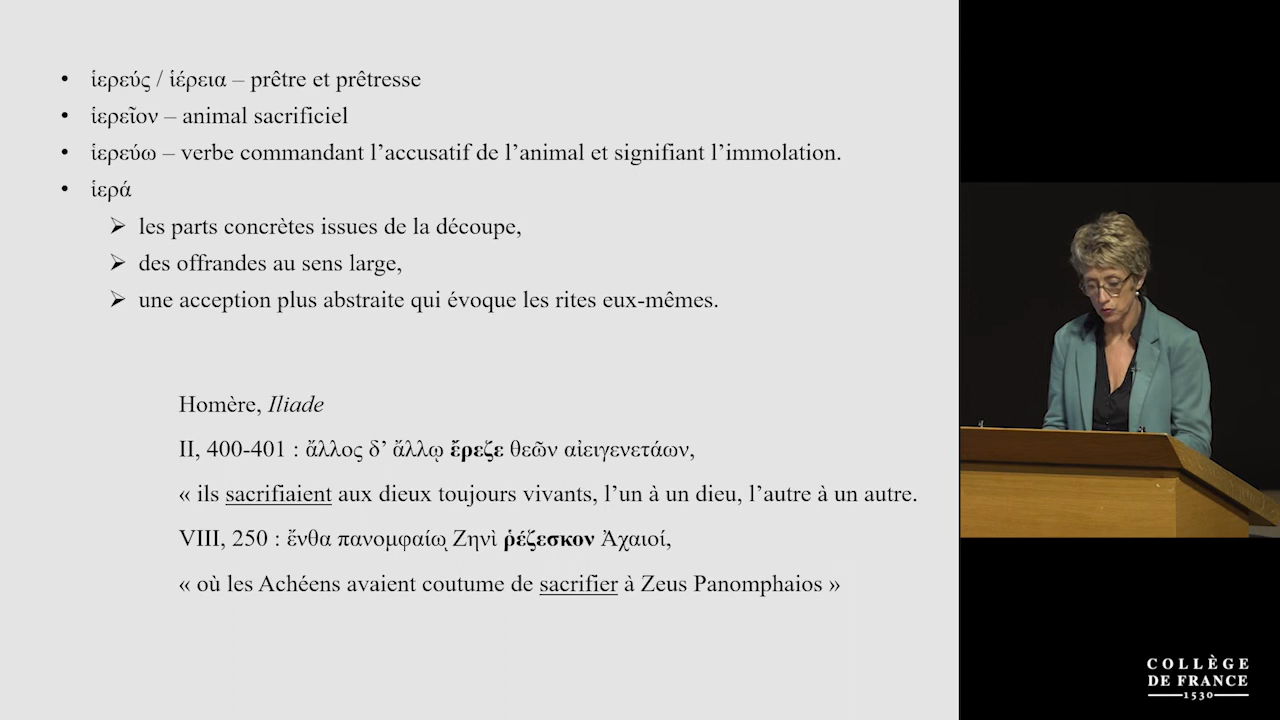 • ἱερεύς / ἱέρεια – prêtre et prêtresse
• ἱερεῖον – animal sacrificiel
• ἱερεύω – verbe commandant l’accusatif de l’animal et signifiant l’immolation.
• ἱερά
➢ les parts concrètes issues de la découpe,
➢ des offrandes au sens large,
➢ une acception plus abstraite qui évoque les rites eux-mêmes.
Homère, Iliade
II, 400-401 : ἄλλος δ’ ἄλλῳ ἔρεζε θεῶν αἰειγενετάων,
« ils sacrifiaient aux dieux toujours vivants, l’un à un dieu, l’autre à un autre.
VIII, 250 : ἔνθα πανομφαίῳ Ζηνὶ ῥέζεσκον Ἀχαιοί,
« où les Achéens avaient coutume de sacrifier à Zeus Panomphaios »
COLLÈGE
DE FRANCE
1530